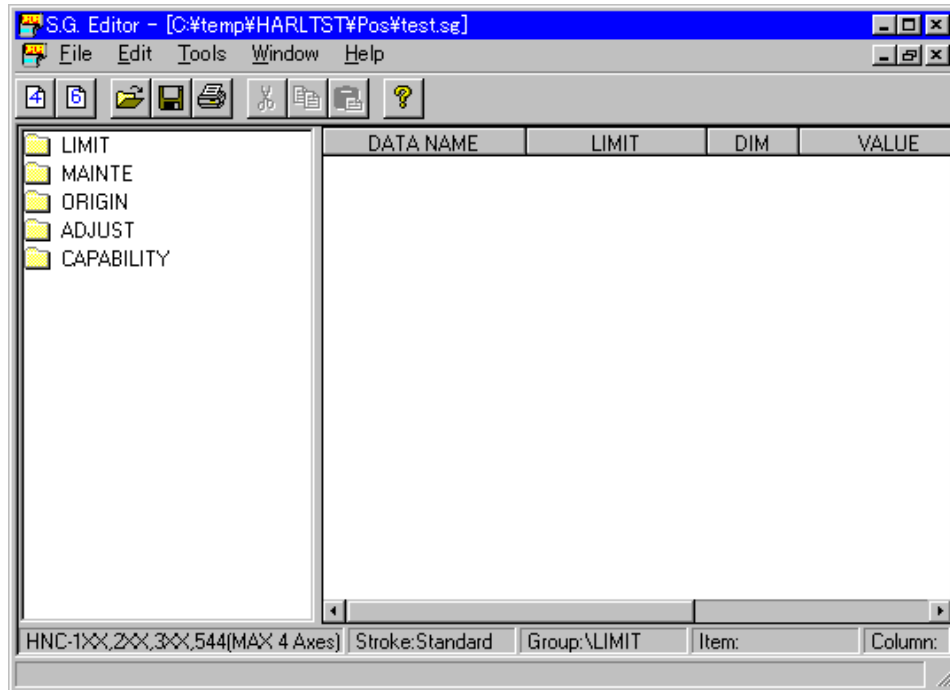 S.G. Editor - [C:¥temp¥HARLTST¥Pos¥test.sg]
File Edit Tools Window Help
4 6 ?
DATA NAME LIMIT DIM VALUE
LIMIT
MAINTE
ORIGIN
ADJUST
CAPABILITY
HNC-1XX,2XX,3XX,544(MAX 4 Axes) Stroke:Standard Group:\LIMIT Item: Column: